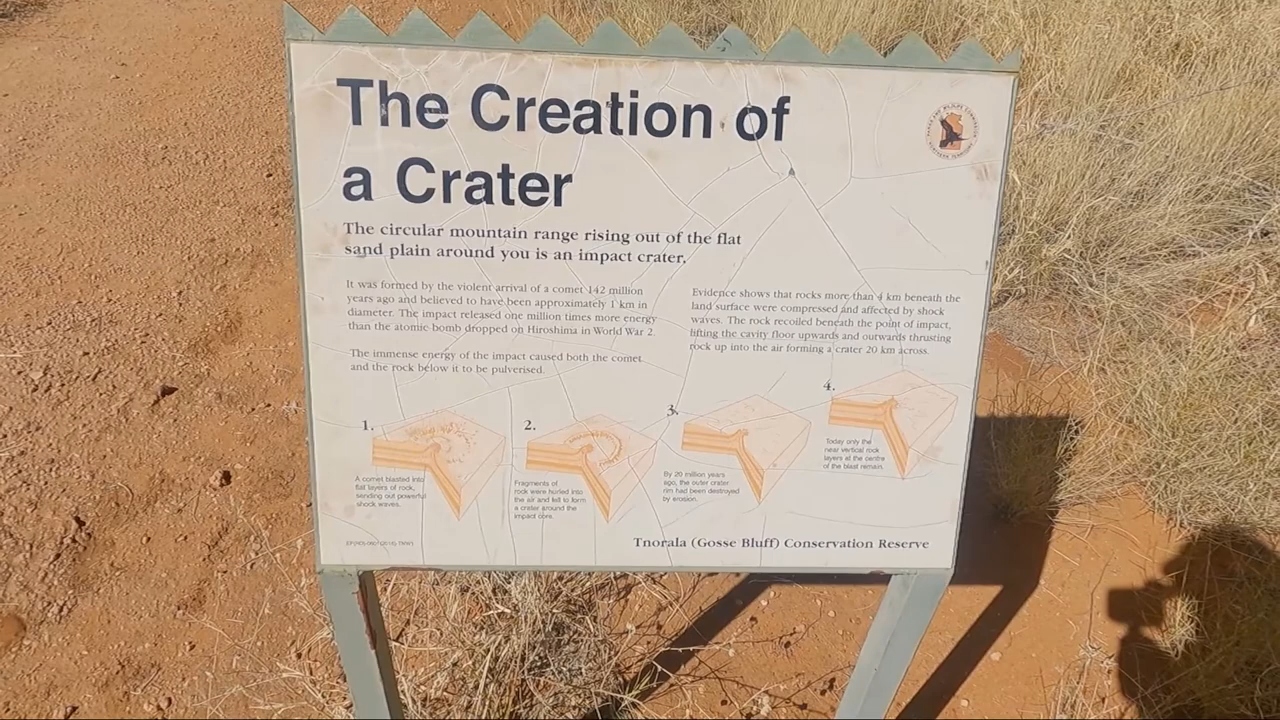 The Creation of
a Crater
The circular mountain range rising out of the flat
sand plain around you is an impact crater.
It was formed by the violent arrival of a comet 142 million
years ago and believed to have been approximately 1 km in
diameter. The impact released one million times more energy
than the atomic bomb dropped on Hiroshima in World War 2.
The immense energy of the impact caused both the comet
and the rock below it to be pulverised.
Evidence shows that rocks more than 4 km beneath the
land surface were compressed and affected by shock
waves. The rock recoiled beneath the point of impact,
lifting the cavity floor upwards and outwards thrusting
rock up into the air forming a crater 20 km across.
1.
A comet blasted into
flat layers of rock,
sending out powerful
shock waves.
2.
Fragments of
rock were hurled into
the air and fell to form
a crater around the
impact core.
3.
By 20 million years
ago, the outer crater
rim had been destroyed
by erosion.
4.
Today only the
near vertical rock
layers at the centre
of the blast remain.
Tnorala (Gosse Bluff) Conservation Reserve